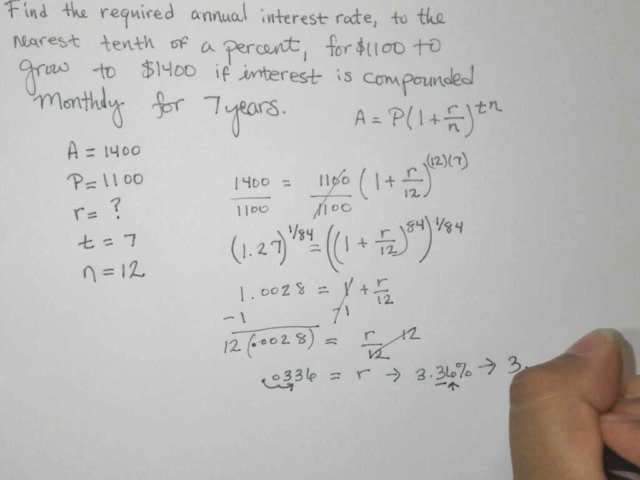 Find the required annual interest rate, to the
nearest tenth of a percent, for $1100 to
grow to $1400 if interest is compounded
Monthly for 7 years.
A = P(1 + r/n)^tn
A = 1400
P = 1100
r = ?
t = 7
n = 12
1400/1100 = 1100/1100 (1 + r/12)^(12)(7)
(1.27)^1/84 = ((1 + r/12)^84)^1/84
1.0028 = 1 + r/12
-1 -1
12(.0028) = r/12 12
.0336 = r → 3.36% → 3.